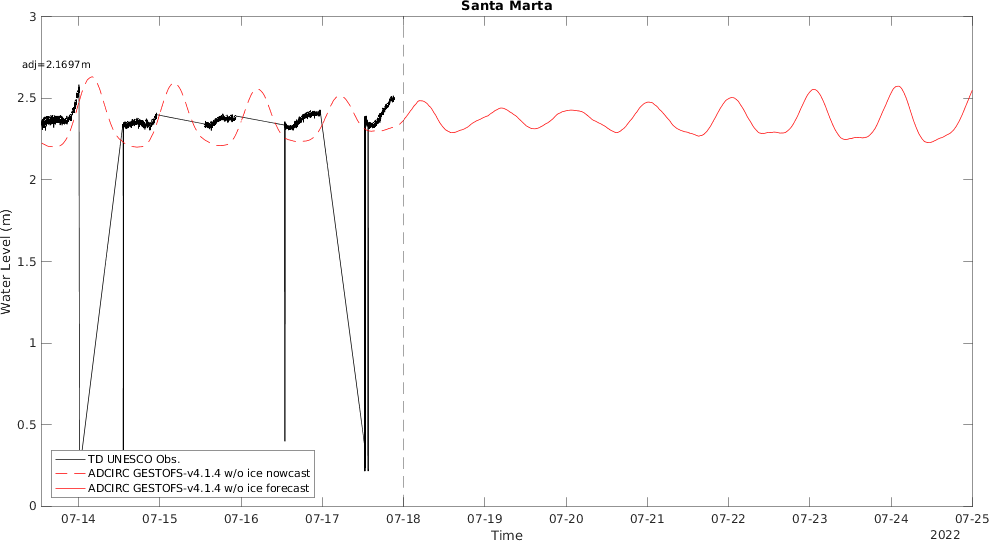 Santa Marta
3
adj=2.1697m
2.5
2
1.5
1
0.5
0
Water Level (m)
TD UNESCO Obs.
ADCIRC GESTOFS-v4.1.4 w/o ice nowcast
ADCIRC GESTOFS-v4.1.4 w/o ice forecast
07-14 07-15 07-16 07-17 07-18 07-19 07-20 07-21 07-22 07-23 07-24 07-25
Time
2022